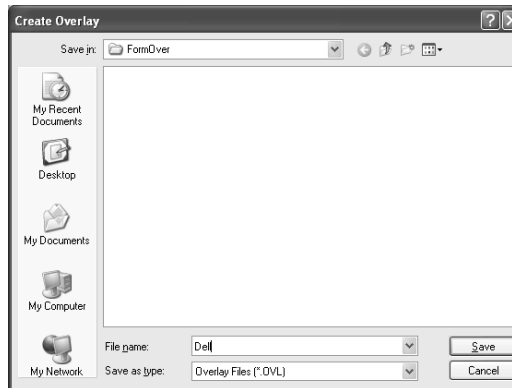 Create Overlay
Save in:
FormOver
My Recent
Documents
Desktop
My Documents
My Computer
My Network
File name:
Dell
Save
Save as type:
Overlay Files (*.OVL)
Cancel